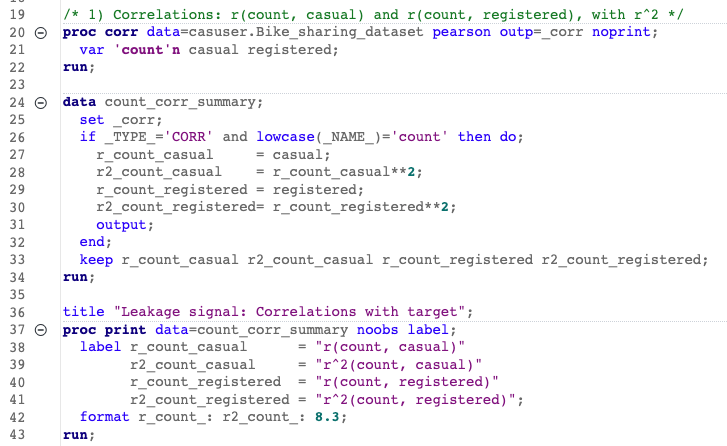 19 /* 1) Correlations: r(count, casual) and r(count, registered), with r^2 */
20 proc corr data=casuser.Bike_sharing_dataset pearson outp=_corr noprint;
21   var 'count'n casual registered;
22 run;
23
24 data count_corr_summary;
25   set _corr;
26   if _TYPE_='CORR' and lowcase(_NAME_)='count' then do;
27     r_count_casual     = casual;
28     r2_count_casual    = r_count_casual**2;
29     r_count_registered = registered;
30     r2_count_registered= r_count_registered**2;
31     output;
32   end;
33   keep r_count_casual r2_count_casual r_count_registered r2_count_registered;
34 run;
35
36 title "Leakage signal: Correlations with target";
37 proc print data=count_corr_summary noobs label;
38   label r_count_casual      = "r(count, casual)"
39         r2_count_casual     = "r^2(count, casual)"
40         r_count_registered  = "r(count, registered)"
41         r2_count_registered = "r^2(count, registered)";
42   format r_count_: r2_count_: 8.3;
43 run;